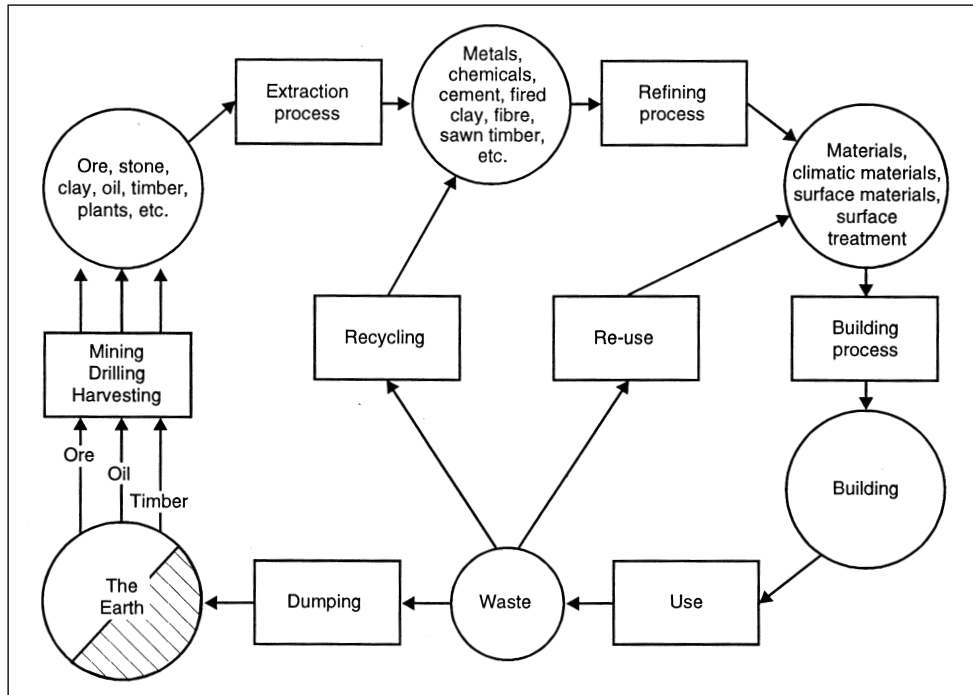 Ore, stone,
clay, oil, timber,
plants, etc.
Extraction
process
Metals,
chemicals,
cement, fired
clay, fibre,
sawn timber,
etc.
Refining
process
Materials,
climatic materials,
surface materials,
surface
treatment
Mining
Drilling
Harvesting
Recycling
Re-use
Building
process
Ore
Oil
Timber
Building
The
Earth
Dumping
Waste
Use